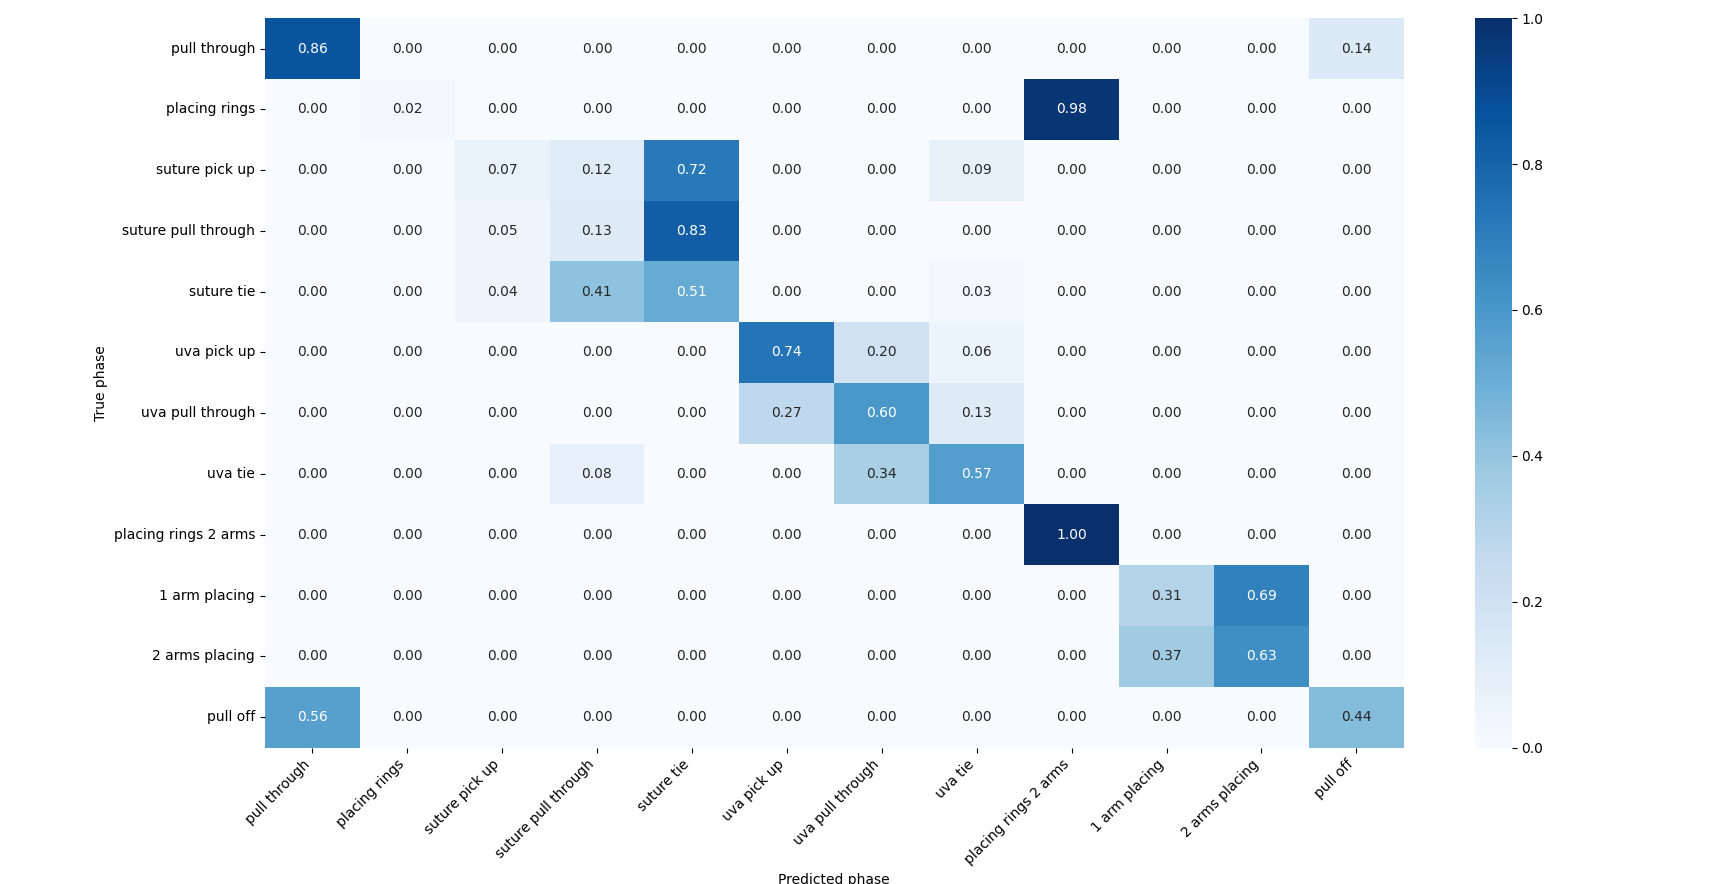 pull through 0.86 0.00 0.00 0.00 0.00 0.00 0.00 0.00 0.00 0.00 0.00 0.14
placing rings 0.00 0.02 0.00 0.00 0.00 0.00 0.00 0.00 0.98 0.00 0.00 0.00
suture pick up 0.00 0.00 0.07 0.12 0.72 0.00 0.00 0.09 0.00 0.00 0.00 0.00
suture pull through 0.00 0.00 0.05 0.13 0.83 0.00 0.00 0.00 0.00 0.00 0.00 0.00
suture tie 0.00 0.00 0.04 0.41 0.51 0.00 0.00 0.03 0.00 0.00 0.00 0.00
uva pick up 0.00 0.00 0.00 0.00 0.00 0.74 0.20 0.06 0.00 0.00 0.00 0.00
uva pull through 0.00 0.00 0.00 0.00 0.00 0.27 0.60 0.13 0.00 0.00 0.00 0.00
uva tie 0.00 0.00 0.00 0.08 0.00 0.00 0.34 0.57 0.00 0.00 0.00 0.00
placing rings 2 arms 0.00 0.00 0.00 0.00 0.00 0.00 0.00 0.00 1.00 0.00 0.00 0.00
1 arm placing 0.00 0.00 0.00 0.00 0.00 0.00 0.00 0.00 0.00 0.31 0.69 0.00
2 arms placing 0.00 0.00 0.00 0.00 0.00 0.00 0.00 0.00 0.00 0.37 0.63 0.00
pull off 0.56 0.00 0.00 0.00 0.00 0.00 0.00 0.00 0.00 0.00 0.00 0.44
True phase
pull through
placing rings
suture pick up
suture pull through
suture tie
uva pick up
uva pull through
uva tie
placing rings 2 arms
1 arm placing
2 arms placing
pull off
Predicted phase
1.0
0.8
0.6
0.4
0.2
0.0